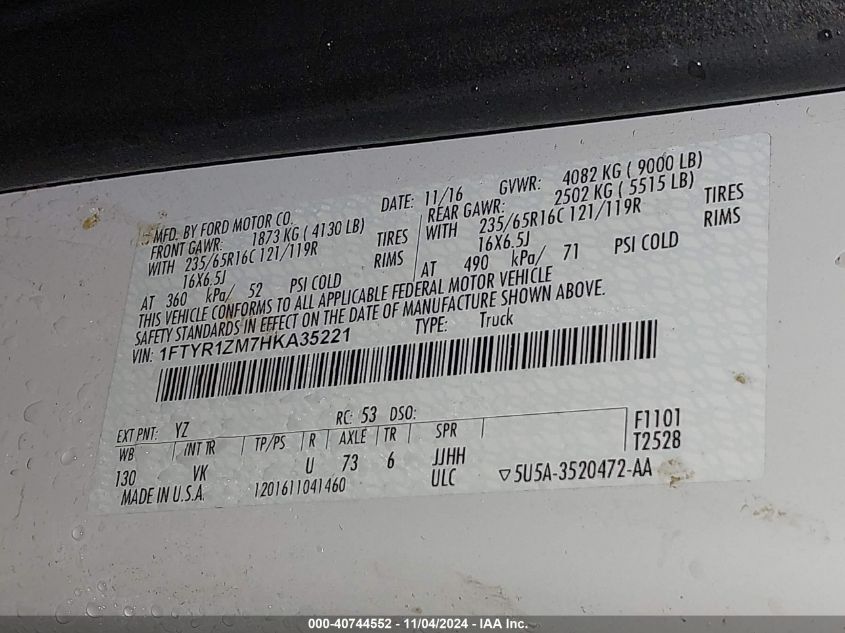 MFD. BY FORD MOTOR CO. DATE: 11/16 GVWR: 4082 KG ( 9000 LB)
FRONT GAWR: 1873 KG ( 4130 LB) REAR GAWR: 2502 KG ( 5515 LB)
WITH 235/65R16C 121/119R TIRES WITH 235/65R16C 121/119R TIRES
16X6.5J RIMS 16X6.5J RIMS
AT 360 kPa/ 52 PSI COLD AT 490 kPa/ 71 PSI COLD
THIS VEHICLE CONFORMS TO ALL APPLICABLE FEDERAL MOTOR VEHICLE
SAFETY STANDARDS IN EFFECT ON THE DATE OF MANUFACTURE SHOWN ABOVE.
VIN: 1FTYR1ZM7HKA35221 TYPE: Truck
EXT PNT: YZ RC: 53 DSO: F1101
WB INT TR TP/PS R AXLE TR SPR T2528
130 VK U 73 6 JJHH
MADE IN U.S.A. 1201611041460 ULC ▽5U5A-3520472-AA
000-40744552 - 11/04/2024 - IAA Inc.